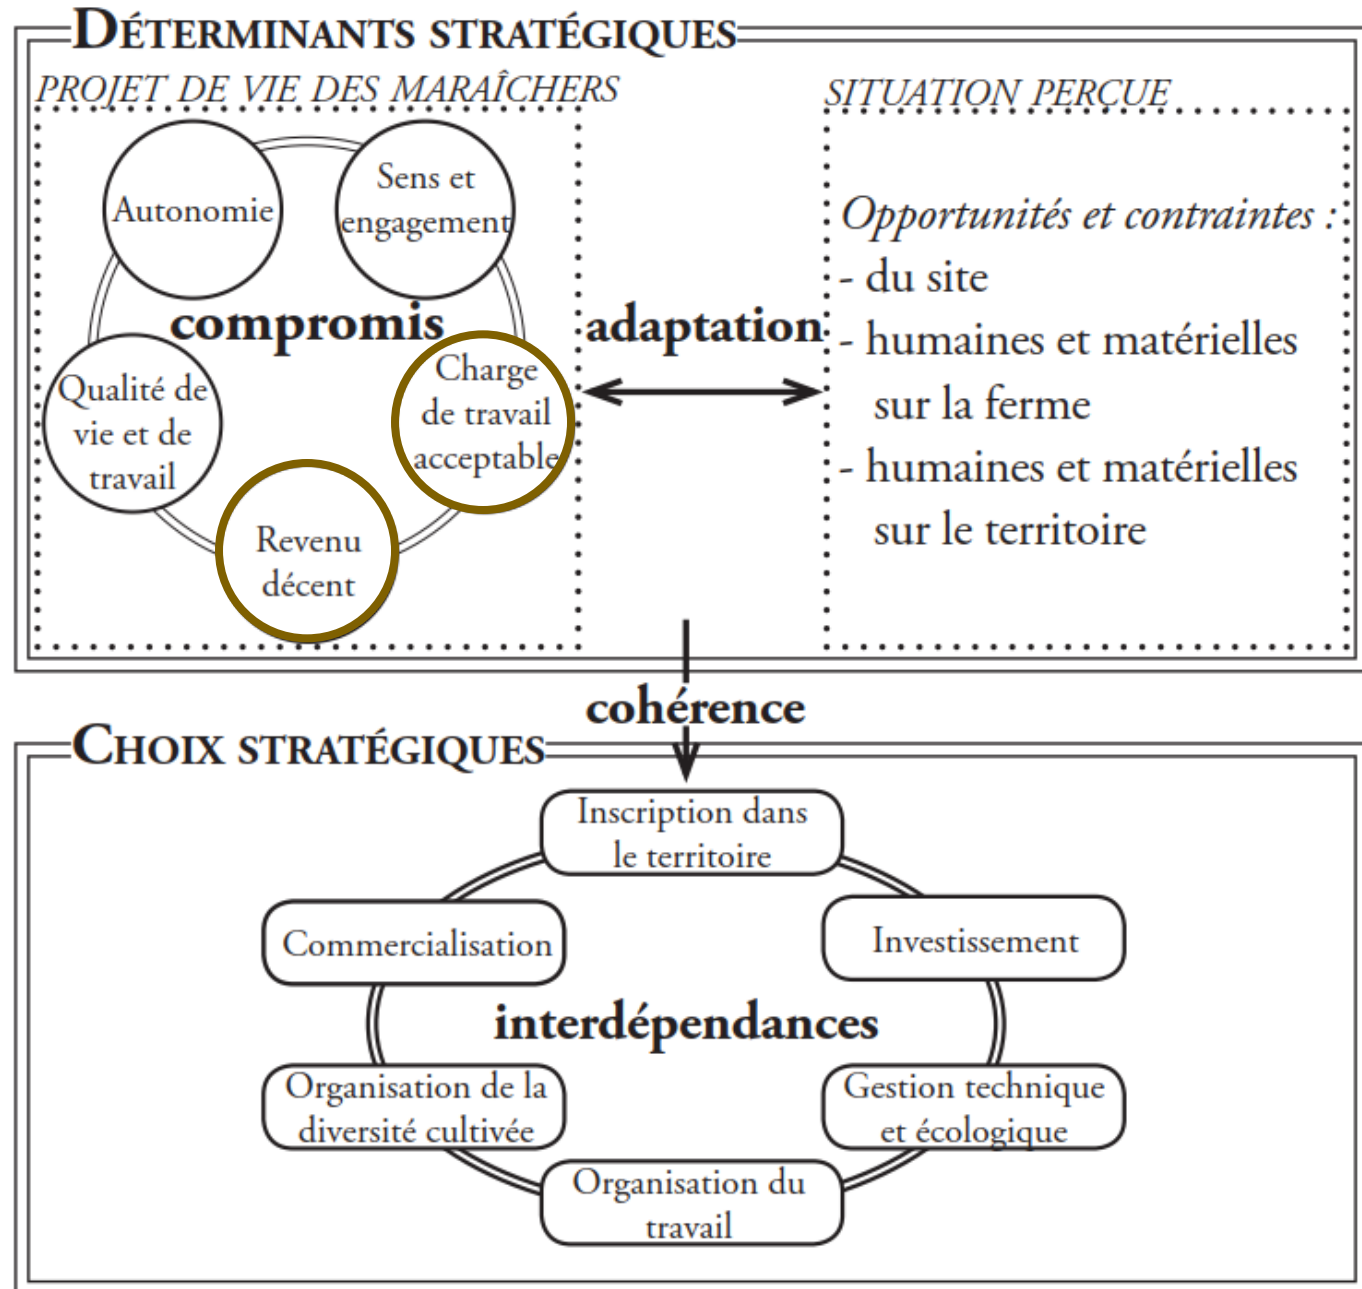 DÉTERMINANTS STRATÉGIQUES
PROJET DE VIE DES MARAÎCHERS
Autonomie
Sens et
engagement
compromis
Qualité de
vie et de
travail
Charge
de travail
acceptable
Revenu
décent
adaptation
SITUATION PERÇUE
Opportunités et contraintes :
- du site
- humaines et matérielles
sur la ferme
- humaines et matérielles
sur le territoire
cohérence
CHOIX STRATÉGIQUES
Inscription dans
le territoire
Commercialisation
Investissement
interdépendances
Organisation de la
diversité cultivée
Gestion technique
et écologique
Organisation du
travail